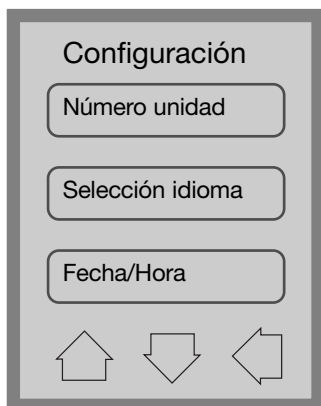 Configuración
Número unidad
Selección idioma
Fecha/Hora